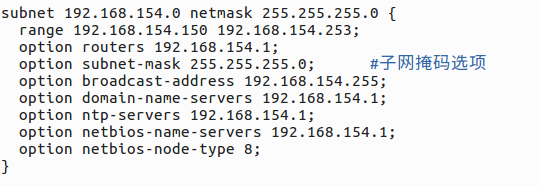 subnet 192.168.154.0 netmask 255.255.255.0 {
  range 192.168.154.150 192.168.154.253;
  option routers 192.168.154.1;
  option subnet-mask 255.255.255.0;      #子网掩码选项
  option broadcast-address 192.168.154.255;
  option domain-name-servers 192.168.154.1;
  option ntp-servers 192.168.154.1;
  option netbios-name-servers 192.168.154.1;
  option netbios-node-type 8;
}